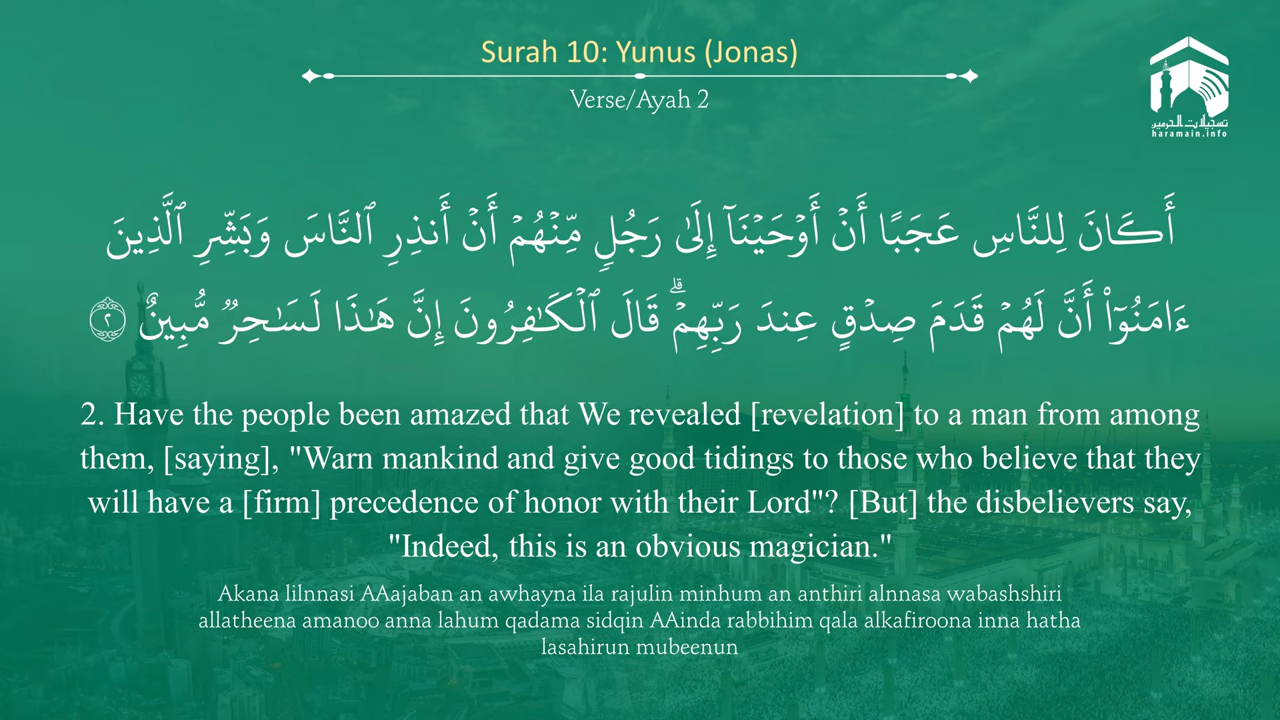 Surah 10: Yunus (Jonas)
Verse/Ayah 2
تسجيلات الحرمين
haramain.info
أَكَانَ لِلنَّاسِ عَجَبًا أَنْ أَوْحَيْنَآ إِلَىٰ رَجُلٍ مِّنْهُمْ أَنْ أَنذِرِ ٱلنَّاسَ وَبَشِّرِ ٱلَّذِينَ
ءَامَنُوٓا۟ أَنَّ لَهُمْ قَدَمَ صِدْقٍ عِندَ رَبِّهِمْ ۗ قَالَ ٱلْكَـٰفِرُونَ إِنَّ هَـٰذَا لَسَـٰحِرٌ مُّبِينٌ ٢
2. Have the people been amazed that We revealed [revelation] to a man from among
them, [saying], "Warn mankind and give good tidings to those who believe that they
will have a [firm] precedence of honor with their Lord"? [But] the disbelievers say,
"Indeed, this is an obvious magician."
Akana lilnnasi AAajaban an awhayna ila rajulin minhum an anthiri alnnasa wabashshiri
allatheena amanoo anna lahum qadama sidqin AAinda rabbihim qala alkafiroona inna hatha
lasahirun mubeenun